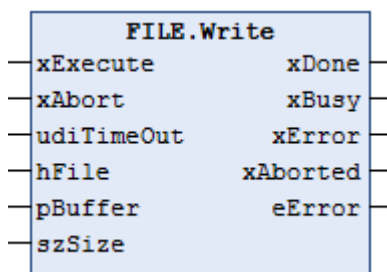 FILE.Write
xExecute xDone
xAbort xBusy
udiTimeOut xError
hFile xAborted
pBuffer eError
szSize